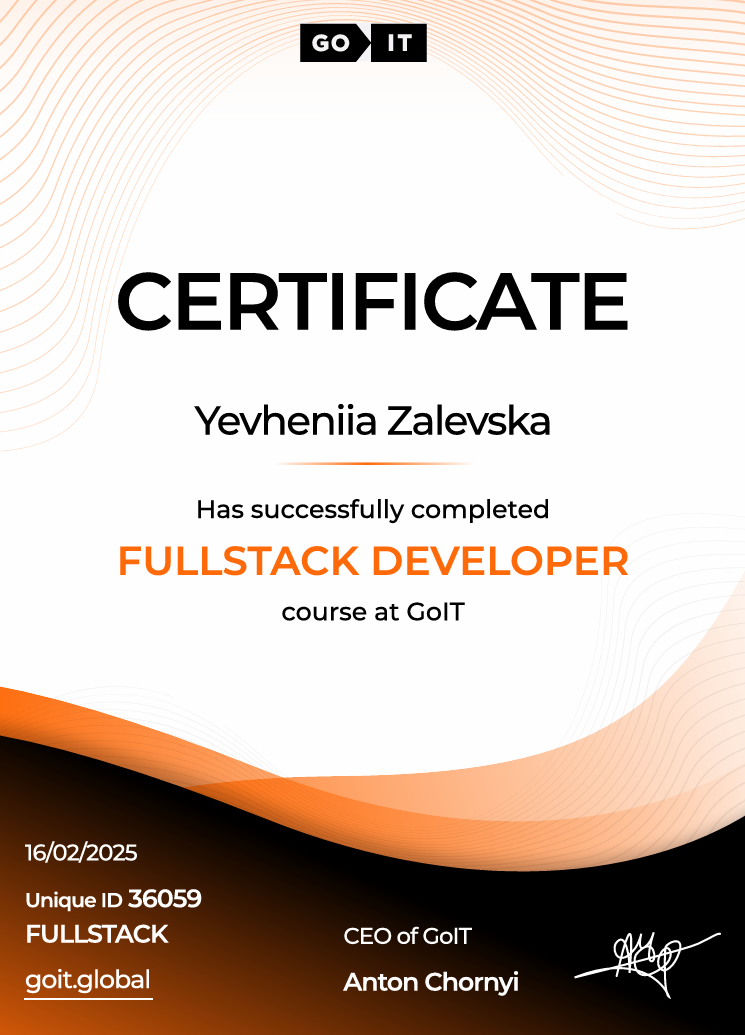 GO IT
CERTIFICATE
Yevheniia Zalevska
Has successfully completed
FULLSTACK DEVELOPER
course at GoIT
16/02/2025
Unique ID 36059
FULLSTACK
goit.global
CEO of GoIT
Anton Chornyi